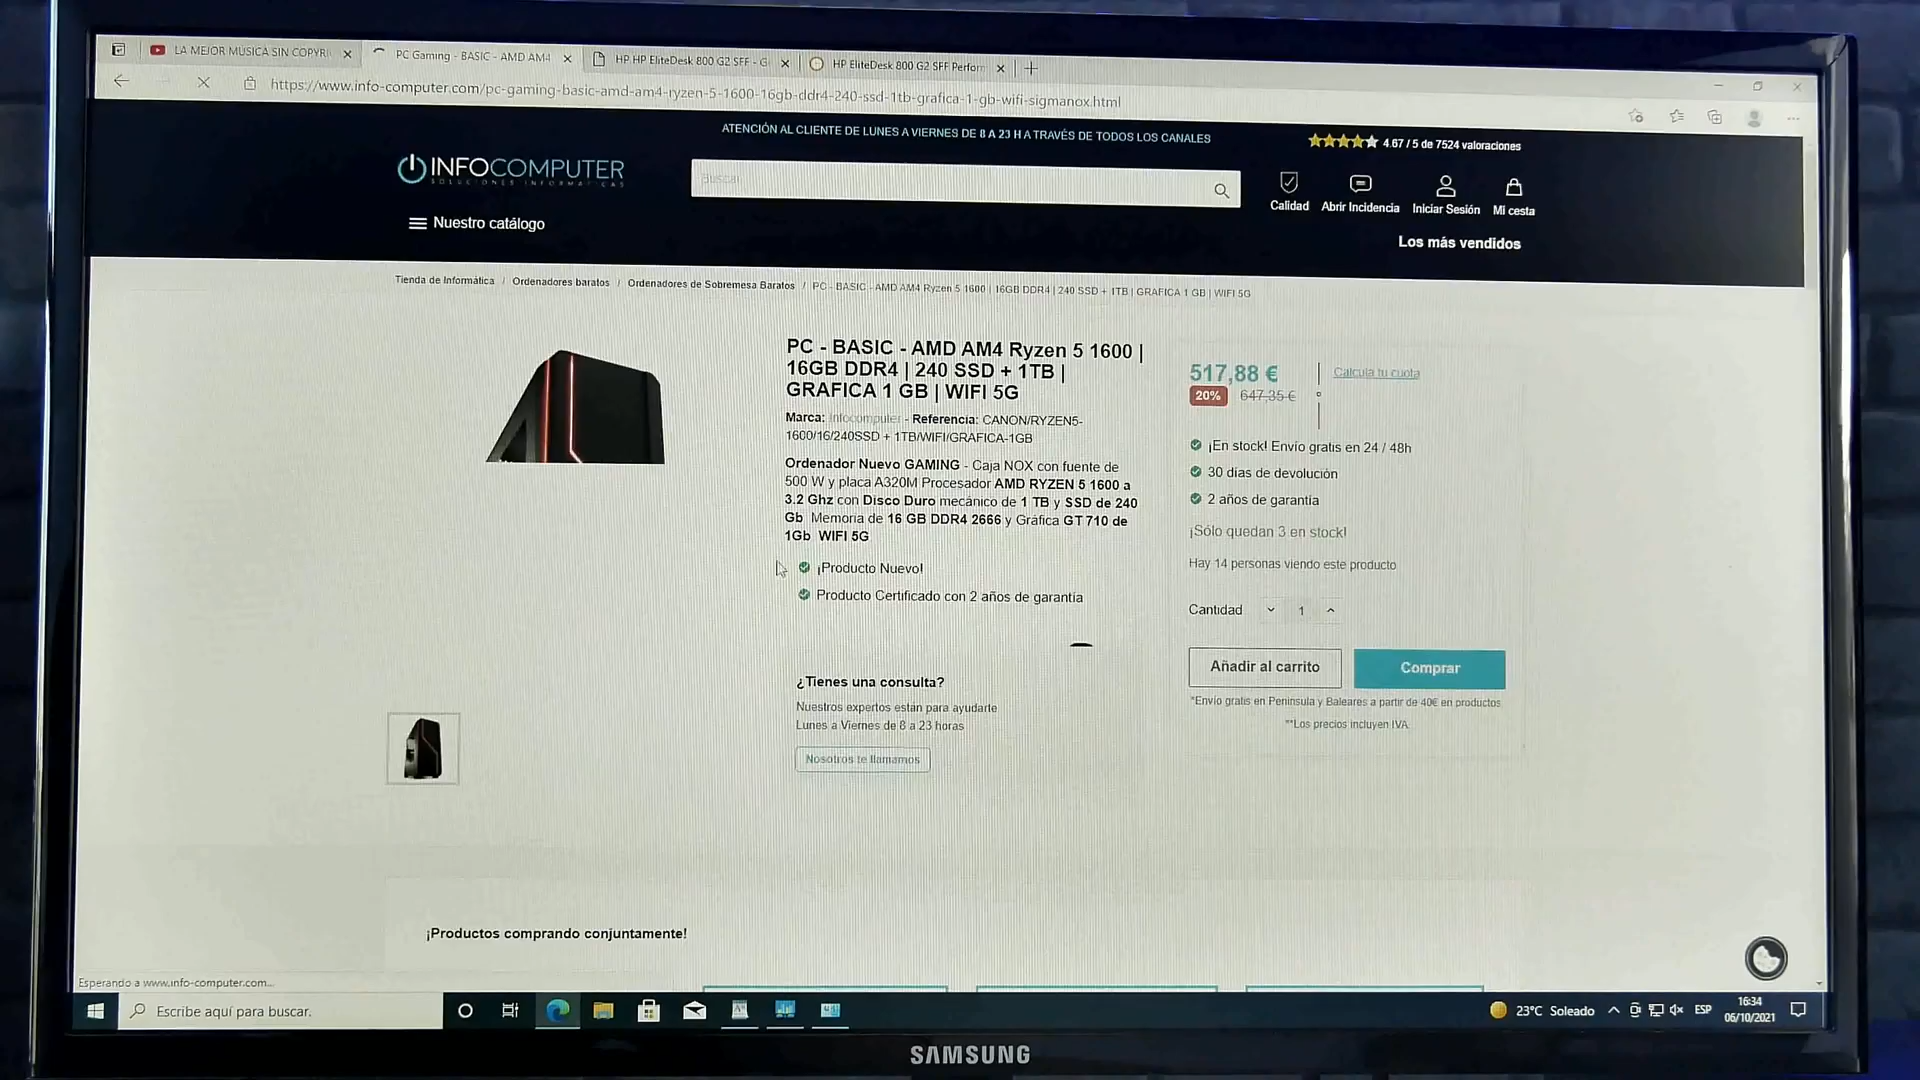 LA MEJOR MUSICA SIN COPYRI
PC Gaming - BASIC - AMD AM4
HP HP EliteDesk 800 G2 SFF - G
HP EliteDesk 800 G2 SFF Perform
https://www.info-computer.com/pc-gaming-basic-amd-am4-ryzen-5-1600-16gb-ddr4-240-ssd-1tb-grafica-1-gb-wifi-sigmanox.html
ATENCIÓN AL CLIENTE DE LUNES A VIERNES DE 8 A 23 H A TRAVÉS DE TODOS LOS CANALES
4.67 / 5 de 7524 valoraciones
INFOCOMPUTER
SOLUCIONES INFORMATICAS
Buscar
Calidad
Abrir Incidencia
Iniciar Sesión
Mi cesta
Nuestro catálogo
Los más vendidos
Tienda de Informática / Ordenadores baratos / Ordenadores de Sobremesa Baratos / PC - BASIC - AMD AM4 Ryzen 5 1600 | 16GB DDR4 | 240 SSD + 1TB | GRAFICA 1 GB | WIFI 5G
PC - BASIC - AMD AM4 Ryzen 5 1600 |
16GB DDR4 | 240 SSD + 1TB |
GRAFICA 1 GB | WIFI 5G
Marca: Infocomputer - Referencia: CANON/RYZEN5-
1600/16/240SSD + 1TB/WIFI/GRAFICA-1GB
Ordenador Nuevo GAMING - Caja NOX con fuente de
500 W y placa A320M Procesador AMD RYZEN 5 1600 a
3.2 Ghz con Disco Duro mecánico de 1 TB y SSD de 240
Gb Memoria de 16 GB DDR4 2666 y Gráfica GT 710 de
1Gb WIFI 5G
¡Producto Nuevo!
Producto Certificado con 2 años de garantía
¿Tienes una consulta?
Nuestros expertos están para ayudarte
Lunes a Viernes de 8 a 23 horas
Nosotros te llamamos
517,88 €
Calcula tu cuota
20% 647,35 €
¡En stock! Envío gratis en 24 / 48h
30 días de devolución
2 años de garantía
¡Sólo quedan 3 en stock!
Hay 14 personas viendo este producto
Cantidad 1
Añadir al carrito
Comprar
*Envío gratis en Península y Baleares a partir de 40€ en productos
**Los precios incluyen IVA
¡Productos comprando conjuntamente!
Esperando a www.info-computer.com...
Escribe aquí para buscar.
23°C Soleado
ESP
16:34
06/10/2021
SAMSUNG